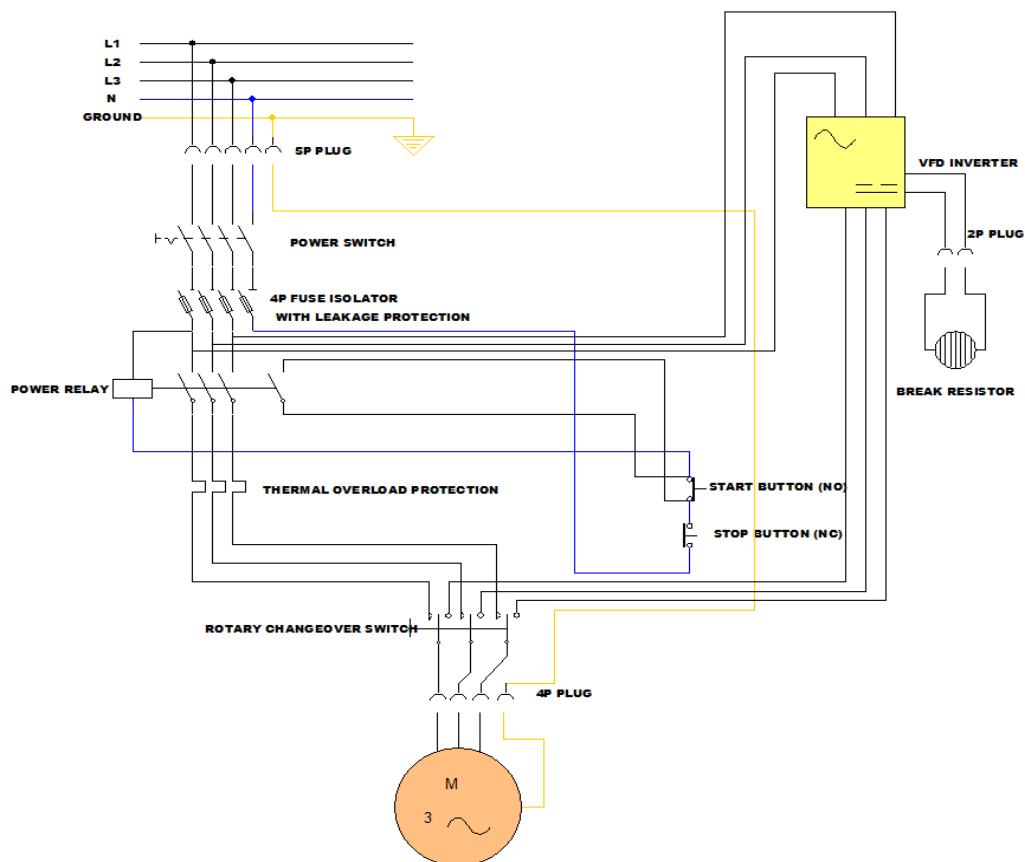 L1
L2
L3
N
GROUND
5P PLUG
VFD INVERTER
2P PLUG
POWER SWITCH
4P FUSE ISOLATOR
WITH LEAKAGE PROTECTION
POWER RELAY
BREAK RESISTOR
THERMAL OVERLOAD PROTECTION
START BUTTON (NO)
STOP BUTTON (NC)
ROTARY CHANGEOVER SWITCH
4P PLUG
M
3